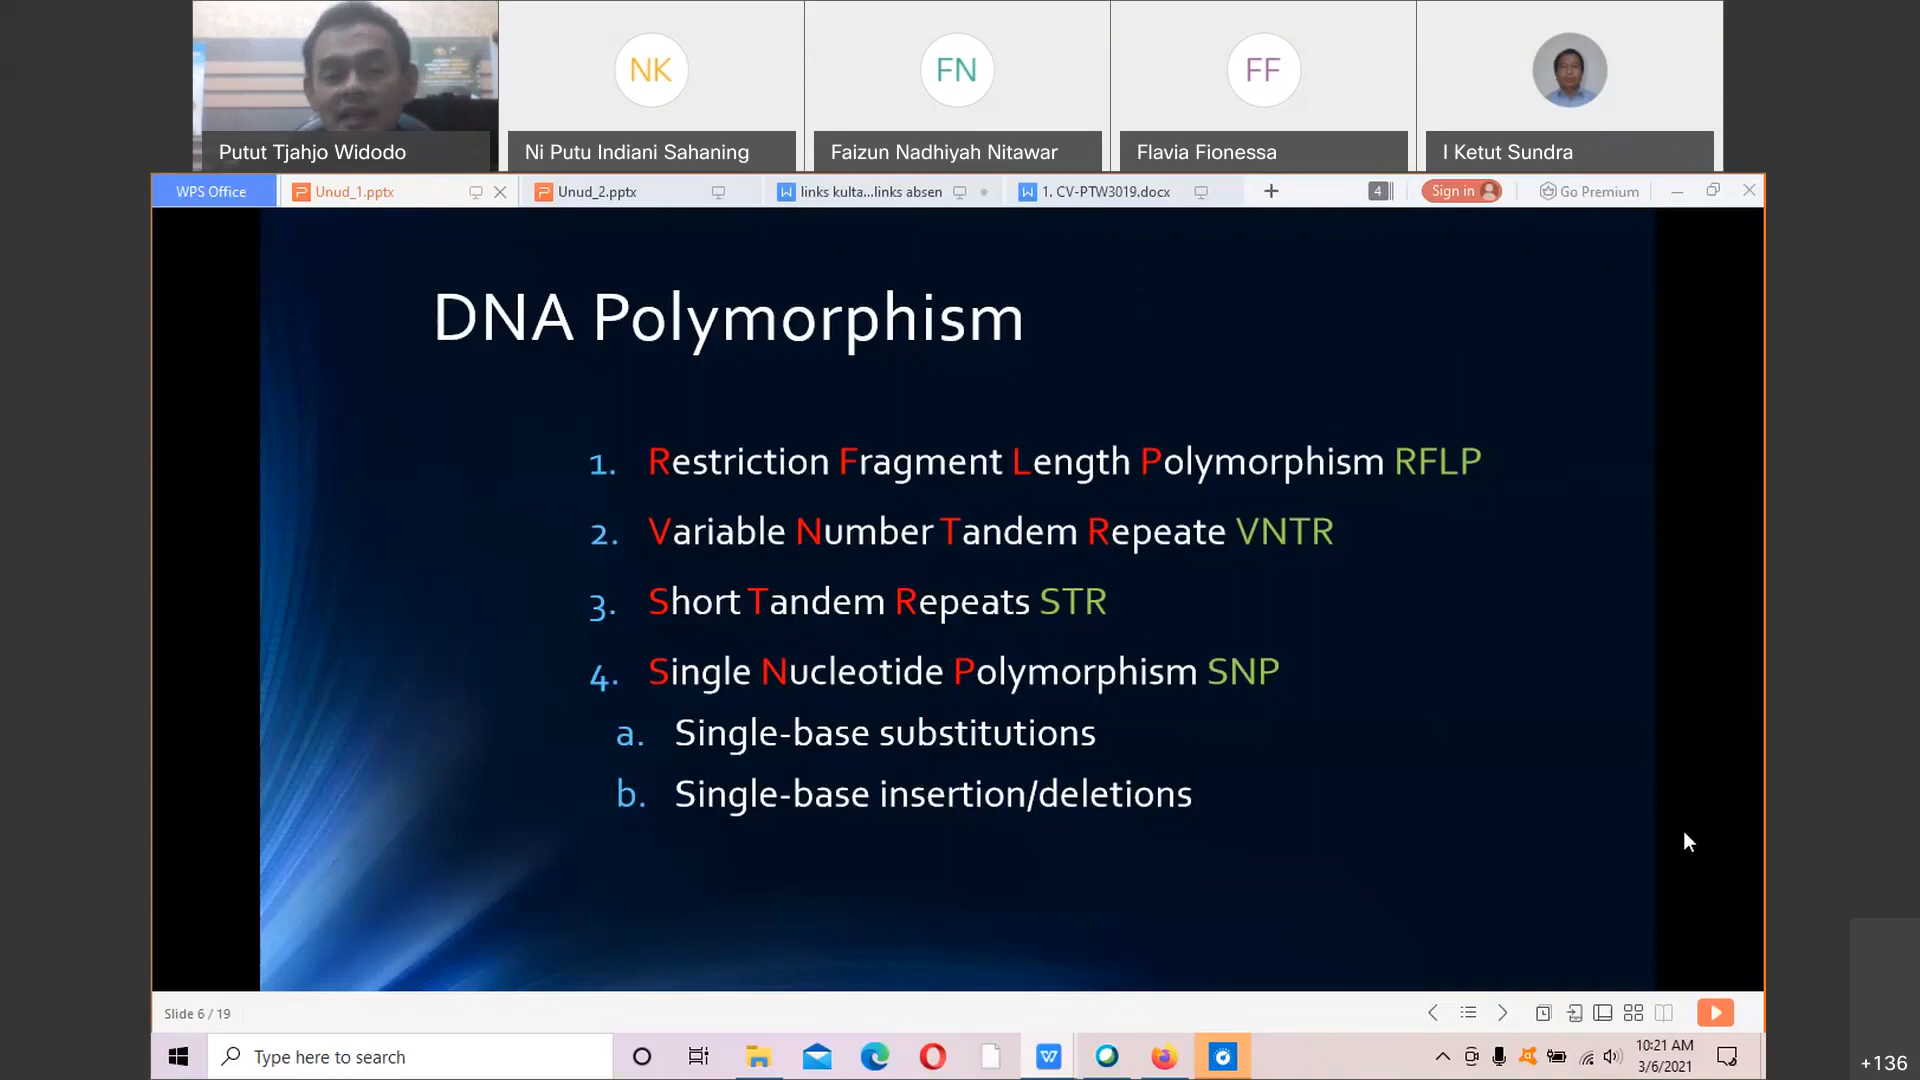 NK
FN
FF
Putut Tjahjo Widodo
Ni Putu Indiani Sahaning
Faizun Nadhiyah Nitawar
Flavia Fionessa
I Ketut Sundra
WPS Office
Unud_1.pptx
Unud_2.pptx
links kulta...links absen
1. CV-PTW3019.docx
4
Sign in
Go Premium
DNA Polymorphism
1. Restriction Fragment Length Polymorphism RFLP
2. Variable Number Tandem Repeate VNTR
3. Short Tandem Repeats STR
4. Single Nucleotide Polymorphism SNP
a. Single-base substitutions
b. Single-base insertion/deletions
Slide 6 / 19
Type here to search
10:21 AM
3/6/2021
+136